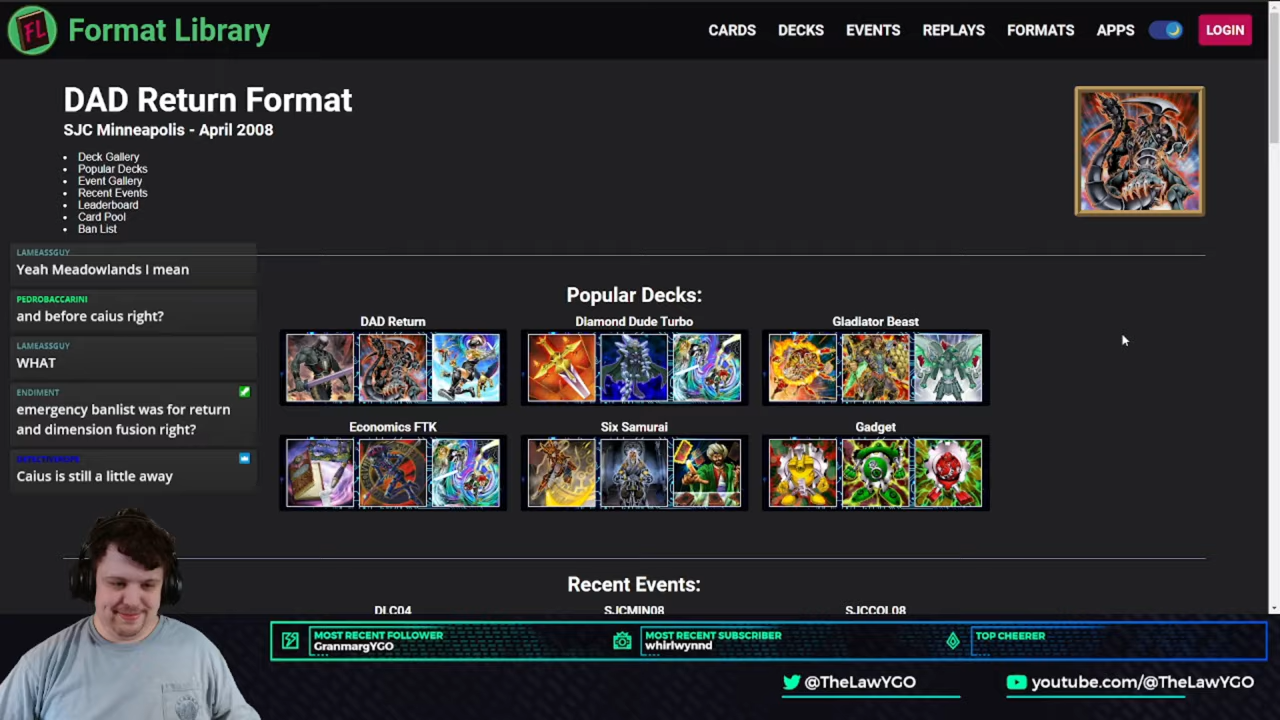 Format Library
CARDS DECKS EVENTS REPLAYS FORMATS APPS LOGIN
DAD Return Format
SJC Minneapolis - April 2008
Deck Gallery
Popular Decks
Event Gallery
Recent Events
Leaderboard
Card Pool
Ban List
LAMEASSGUY
Yeah Meadowlands I mean
PEDROBACCARINI
and before caius right?
LAMEASSGUY
WHAT
ENDIMENT
emergency banlist was for return
and dimension fusion right?
Caius is still a little away
Popular Decks:
DAD Return
Diamond Dude Turbo
Gladiator Beast
Economics FTK
Six Samurai
Gadget
Recent Events:
DLC04
SJCMIN08
SJCCOL08
MOST RECENT FOLLOWER
GranmargYGO
MOST RECENT SUBSCRIBER
whirlwynnd
TOP CHEERER
@TheLawYGO
youtube.com/@TheLawYGO